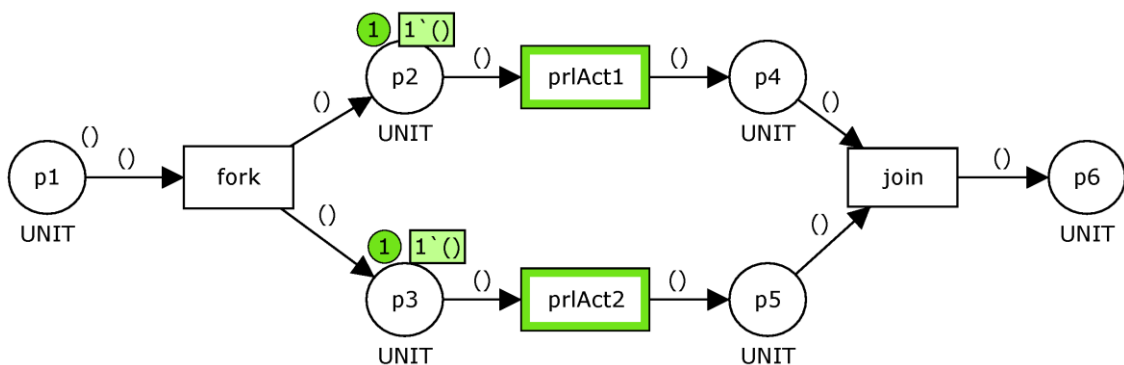 1 1`()
p2 () prlAct1 () p4
() UNIT UNIT ()
() ()
p1 fork join () p6
UNIT UNIT
() ()
1 1`()
p3 () prlAct2 () p5
UNIT UNIT